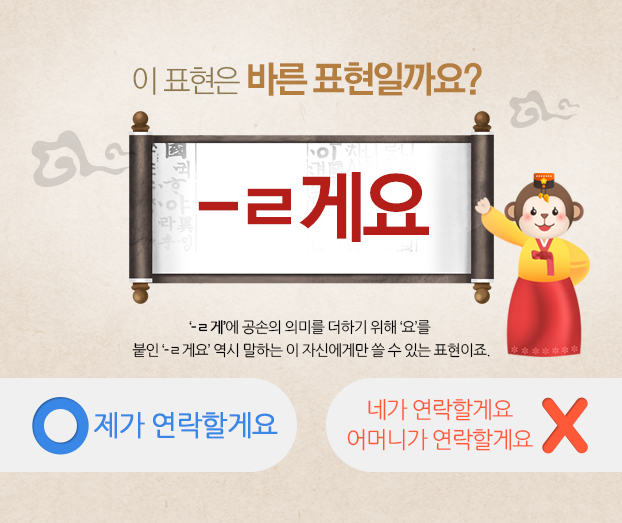 이 표현은 바른 표현일까요?
-ㄹ게요
'-ㄹ 게'에 공손의 의미를 더하기 위해 '요'를
붙인 '-ㄹ 게요' 역시 말하는 이 자신에게만 쓸 수 있는 표현이죠.
제가 연락할게요
네가 연락할게요
어머니가 연락할게요